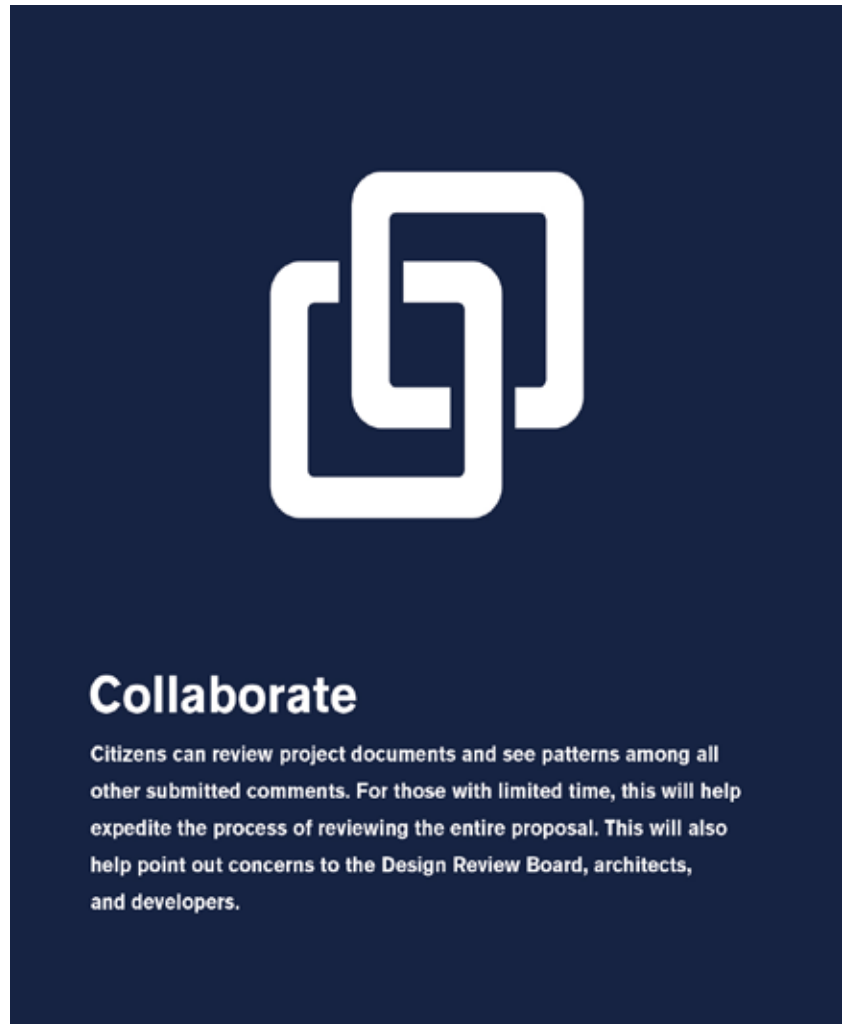 Collaborate
Citizens can review project documents and see patterns among all
other submitted comments. For those with limited time, this will help
expedite the process of reviewing the entire proposal. This will also
help point out concerns to the Design Review Board, architects,
and developers.